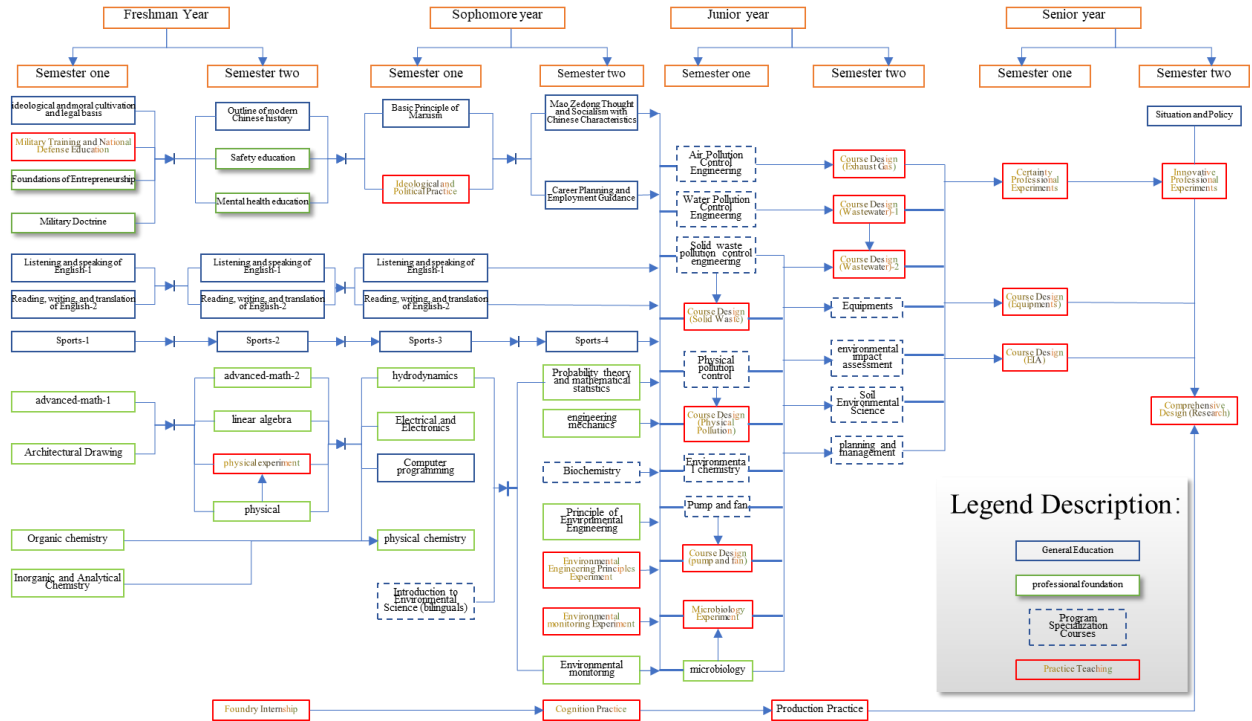 Freshman Year
Sophomore year
Junior year
Senior year
Semester one
Semester two
Semester one
Semester two
Semester one
Semester two
Semester one
Semester two
ideological and moral cultivation
and legal basis
Military Training and National
Defense Education
Foundations of Entrepreneurship
Military Doctrine
Listening and speaking of
English-1
Reading, writing, and translation
of English-2
Sports-1
advanced-math-1
Architectural Drawing
Organic chemistry
Inorganic and Analytical
Chemistry
Outline of modern
Chinese history
Safety education
Mental health education
Listening and speaking
of English-1
Reading, writing, and translation
of English-2
Sports-2
advanced-math-2
linear algebra
physical experiment
physical
Foundry Internship
Basic Principle of
Marxism
Ideological and
Political Practice
Listening and speaking
of English-1
Reading, writing, and translation
of English-2
Sports-3
hydrodynamics
Electrical and
Electronics
Computer
programming
physical chemistry
Introduction to
Environmental
Science (bilinguals)
Mao Zedong Thought
and Socialism with
Chinese Characteristics
Career Planning and
Employment Guidance
Sports-4
Probability theory
and mathematical
statistics
engineering
mechanics
Biochemistry
Principle of
Environmental
Engineering
Environmental
Engineering Principles
Experiment
Environmental
monitoring Experiment
Environmental
monitoring
Cognition Practice
Air Pollution
Control
Engineering
Water Pollution
Control
Engineering
Solid waste
pollution control
engineering
Course Design
(Solid Waste)
Physical
pollution
control
Course Design
(Physical
Pollution)
Environmenta
l chemistry
Pump and fan
Course Design
(pump and fan)
Microbiology
Experiment
microbiology
Production Practice
Course Design
(Exhaust Gas)
Course Design
(Wastewater)-1
Course Design
(Wastewater)-2
Equipments
environmental
impact
assessment
Soil
Environmental
Science
planning and
management
Certainty
Professional
Experiments
Course Design
(Equipments)
Course Design
(EIA)
Situation and Policy
Innovative
Professional
Experiments
Comprehensive
Design (Research)
Legend Description:
General Education
professional foundation
Program
Specialization
Courses
Practice Teaching